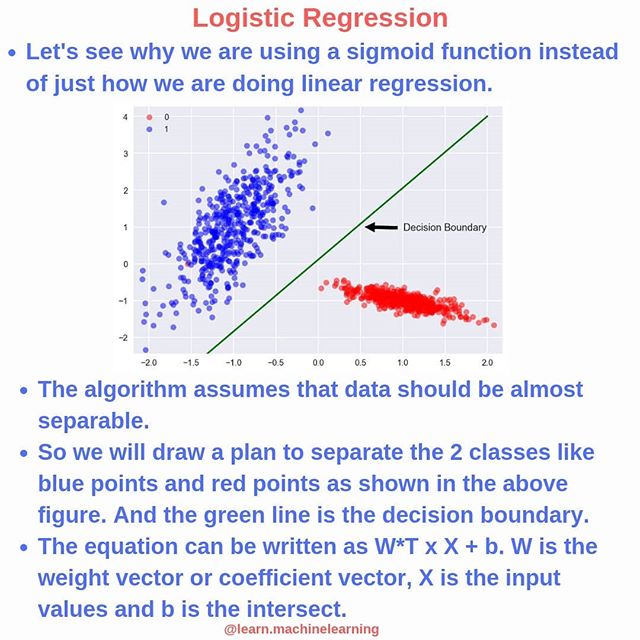 Logistic Regression
• Let's see why we are using a sigmoid function instead
of just how we are doing linear regression.
4
3
2
1
0
−1
−2
0
1
Decision Boundary
−2.0 −1.5 −1.0 −0.5 0.0 0.5 1.0 1.5 2.0
• The algorithm assumes that data should be almost
separable.
• So we will draw a plan to separate the 2 classes like
blue points and red points as shown in the above
figure. And the green line is the decision boundary.
• The equation can be written as W*T x X + b. W is the
weight vector or coefficient vector, X is the input
values and b is the intersect.
@learn.machinelearning